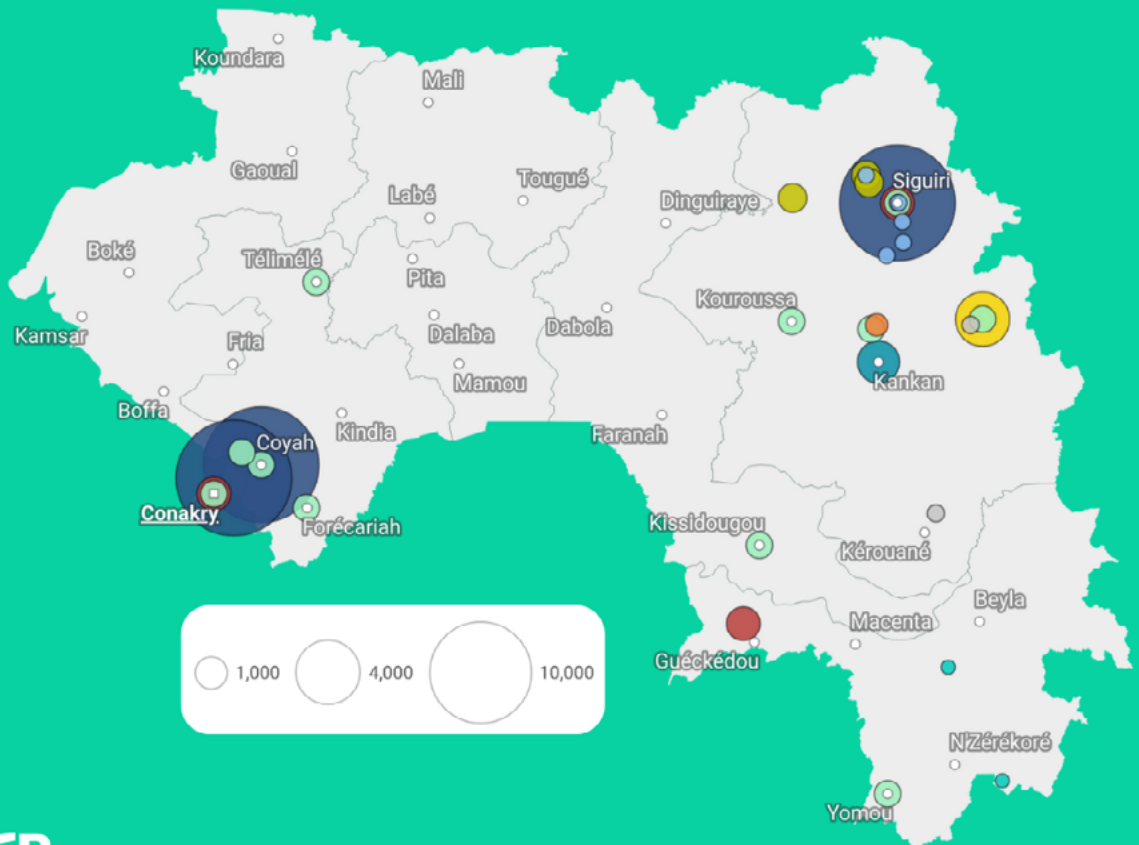 Koundara
Mali
Gaoual
Tougué
Siguiri
Labé
Dinguiraye
Boké
Télimélé
Pita
Kouroussa
Kamsar
Fria
Dalaba
Dabola
Mamou
Kankan
Boffa
Kindia
Coyah
Faranah
Conakry
Forécariah
Kissidougou
Kérouané
Beyla
Macenta
Guéckédou
1,000
4,000
10,000
N'Zérékoré
Yomou